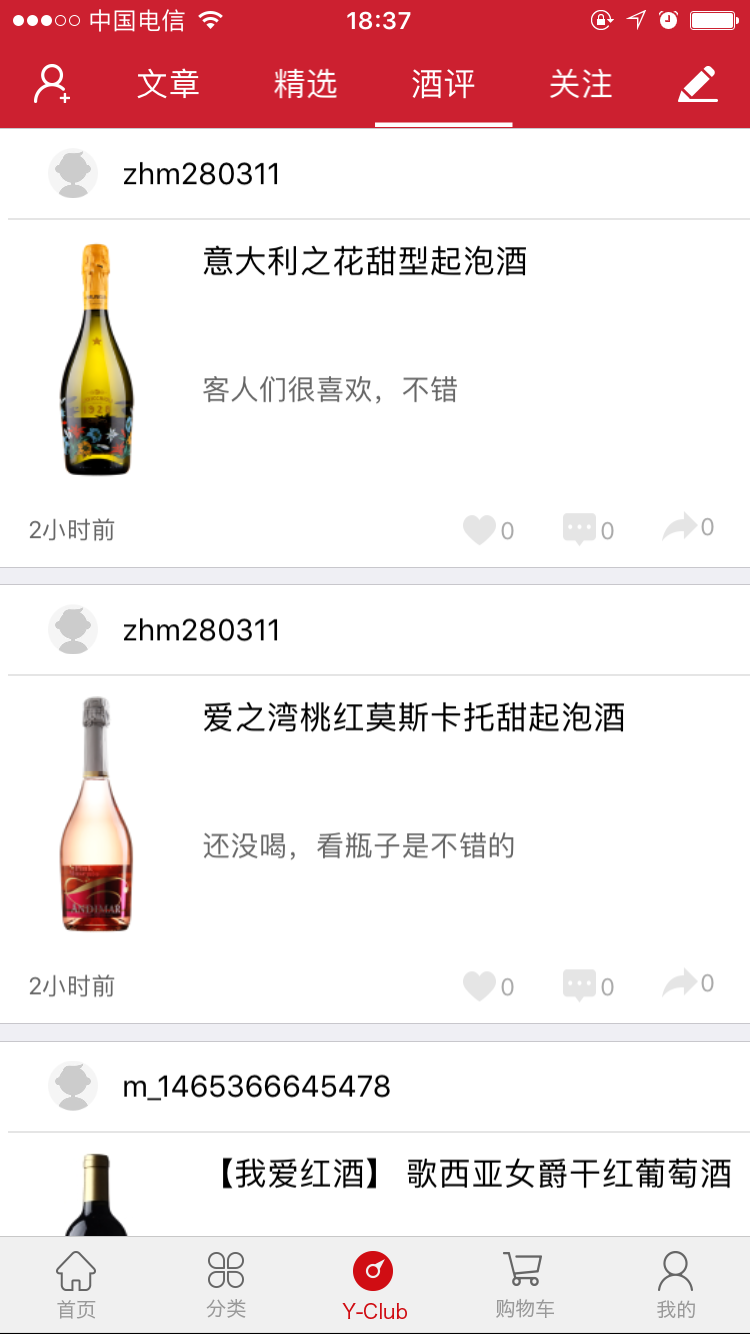 中国电信 18:37
文章 精选 酒评 关注
zhm280311
意大利之花甜型起泡酒
客人们很喜欢，不错
2小时前 0 0 0
zhm280311
爱之湾桃红莫斯卡托甜起泡酒
还没喝，看瓶子是不错的
ANDIMAR
2小时前 0 0 0
m_1465366645478
【我爱红酒】 歌西亚女爵干红葡萄酒
首页 分类 Y-Club 购物车 我的